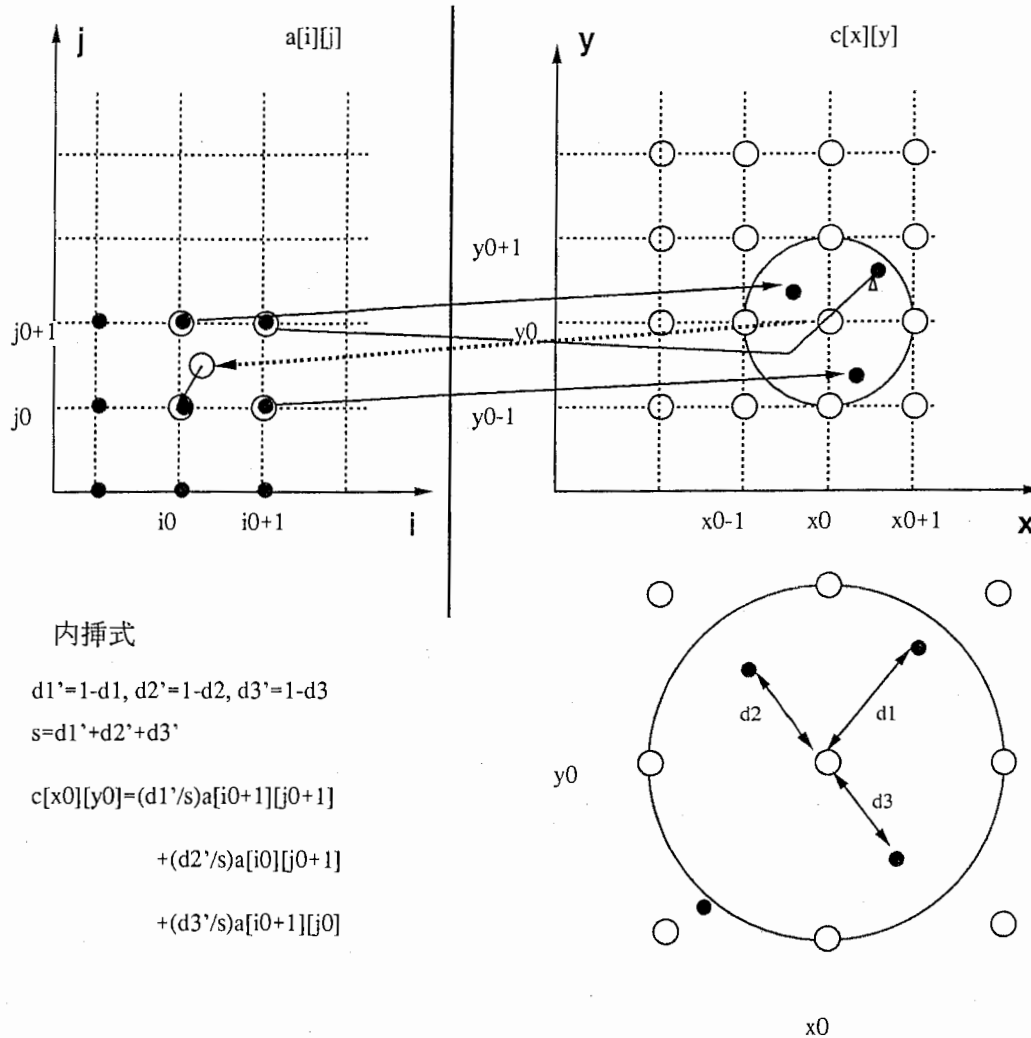 j
a[i][j]
j0+1
j0
i0
i0+1
i
y
c[x][y]
y0+1
y0
y0-1
x0-1
x0
x0+1
x
内挿式
d1’=1-d1, d2’=1-d2, d3’=1-d3
s=d1’+d2’+d3’
c[x0][y0]=(d1’/s)a[i0+1][j0+1]
+(d2’/s)a[i0][j0+1]
+(d3’/s)a[i0+1][j0]
d2
d1
y0
d3
x0